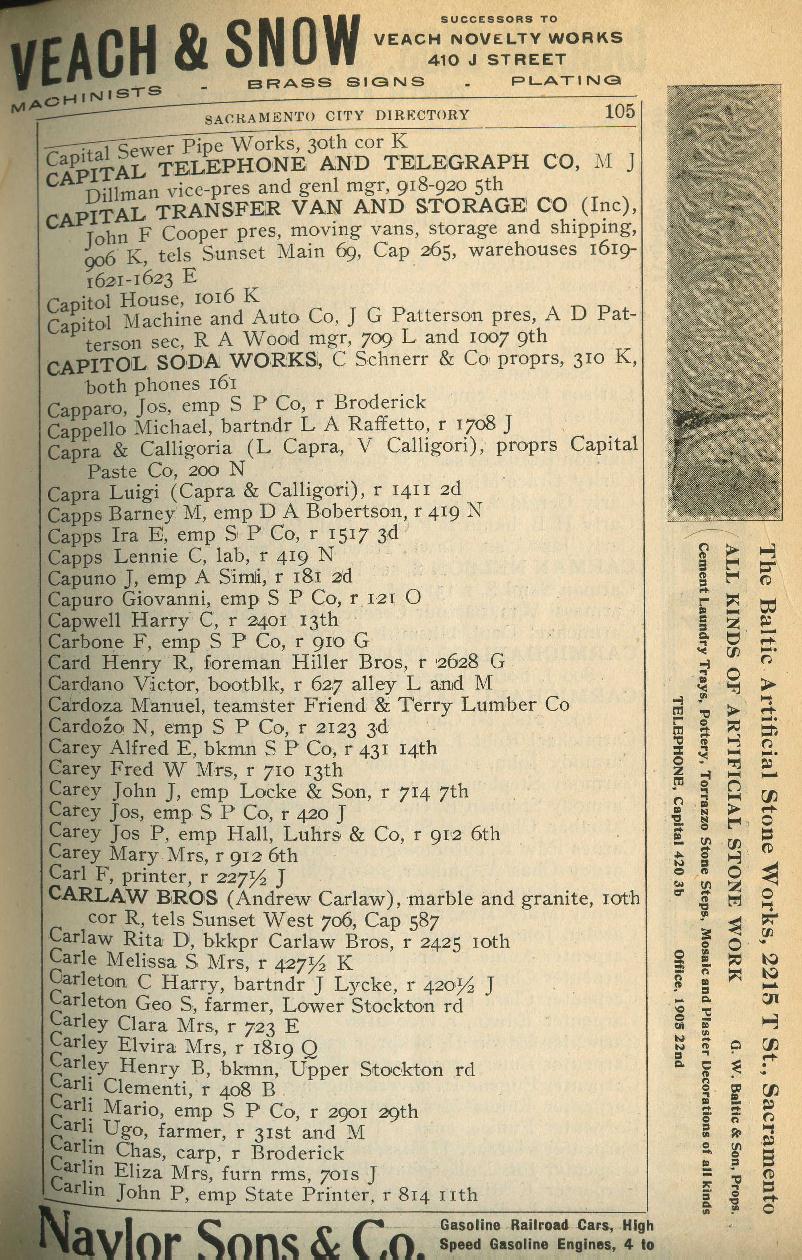 VEACH & SNOW
SUCCESSORS TO
VEACH NOVELTY WORKS
410 J STREET
MACHINISTS - BRASS SIGNS - PLATING
SACRAMENTO CITY DIRECTORY 105
Capital Sewer Pipe Works, 30th cor K
CAPITAL TELEPHONE AND TELEGRAPH CO, M J
Dillman vice-pres and genl mgr, 918-920 5th
CAPITAL TRANSFER VAN AND STORAGE CO (Inc),
John F Cooper pres, moving vans, storage and shipping,
906 K, tels Sunset Main 69, Cap 265, warehouses 1619-
1621-1623 E
Capitol House, 1016 K
Capitol Machine and Auto Co, J G Patterson pres, A D Pat-
terson sec, R A Wood mgr, 709 L and 1007 9th
CAPITOL SODA WORKS, C Schnerr & Co proprs, 310 K,
both phones 161
Capparo, Jos, emp S P Co, r Broderick
Cappello Michael, bartndr L A Raffetto, r 1708 J
Capra & Calligoria (L Capra, V Calligori), proprs Capital
Paste Co, 200 N
Capra Luigi (Capra & Calligori), r 1411 2d
Capps Barney M, emp D A Bobertson, r 419 N
Capps Ira E, emp S P Co, r 1517 3d
Capps Lennie C, lab, r 419 N
Capuno J, emp A Simi, r 181 2d
Capuro Giovanni, emp S P Co, r 121 O
Capwell Harry C, r 2401 13th
Carbone F, emp S P Co, r 910 G
Card Henry R, foreman Hiller Bros, r 2628 G
Cardano Victor, bootblk, r 627 alley L and M
Cardoza Manuel, teamster Friend & Terry Lumber Co
Cardozo N, emp S P Co, r 2123 3d
Carey Alfred E, bkmn S P Co, r 431 14th
Carey Fred W Mrs, r 710 13th
Carey John J, emp Locke & Son, r 714 7th
Carey Jos, emp S P Co, r 420 J
Carey Jos P, emp Hall, Luhrs & Co, r 912 6th
Carey Mary Mrs, r 912 6th
Carl F, printer, r 227½ J
CARLAW BROS (Andrew Carlaw), marble and granite, 10th
cor R, tels Sunset West 706, Cap 587
Carlaw Rita D, bkkpr Carlaw Bros, r 2425 10th
Carle Melissa S Mrs, r 427½ K
Carleton C Harry, bartndr J Lycke, r 420½ J
Carleton Geo S, farmer, Lower Stockton rd
Carley Clara Mrs, r 723 E
Carley Elvira Mrs, r 1819 Q
Carley Henry B, bkmn, Upper Stockton rd
Carli Clementi, r 408 B
Carli Mario, emp S P Co, r 2901 29th
Carli Ugo, farmer, r 31st and M
Carlin Chas, carp, r Broderick
Carlin Eliza Mrs, furn rms, 701s J
Carlin John P, emp State Printer, r 814 11th
Naylor Sons & Co.
Gasoline Railroad Cars, High
Speed Gasoline Engines, 4 to
The Baltic Artificial Stone Works, 2215 T St., Sacramento
ALL KINDS OF ARTIFICIAL STONE WORK G. W. Baltic & Son, Props.
Cement Laundry Trays, Pottery, Torrazzo Stone Steps, Mosaic and Plaster Decorations of all kinds
TELEPHONE, Capital 420 3b Office, 1905 22nd